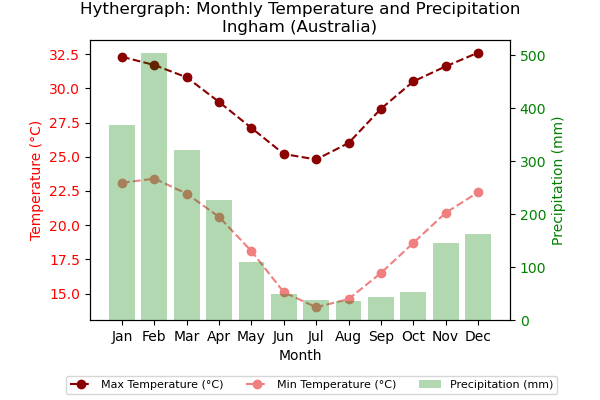 Hythergraph: Monthly Temperature and Precipitation
Ingham (Australia)
32.5
30.0
27.5
25.0
22.5
20.0
17.5
15.0
Temperature (°C)
500
400
300
200
100
0
Precipitation (mm)
Jan Feb Mar Apr May Jun Jul Aug Sep Oct Nov Dec
Month
Max Temperature (°C) Min Temperature (°C) Precipitation (mm)